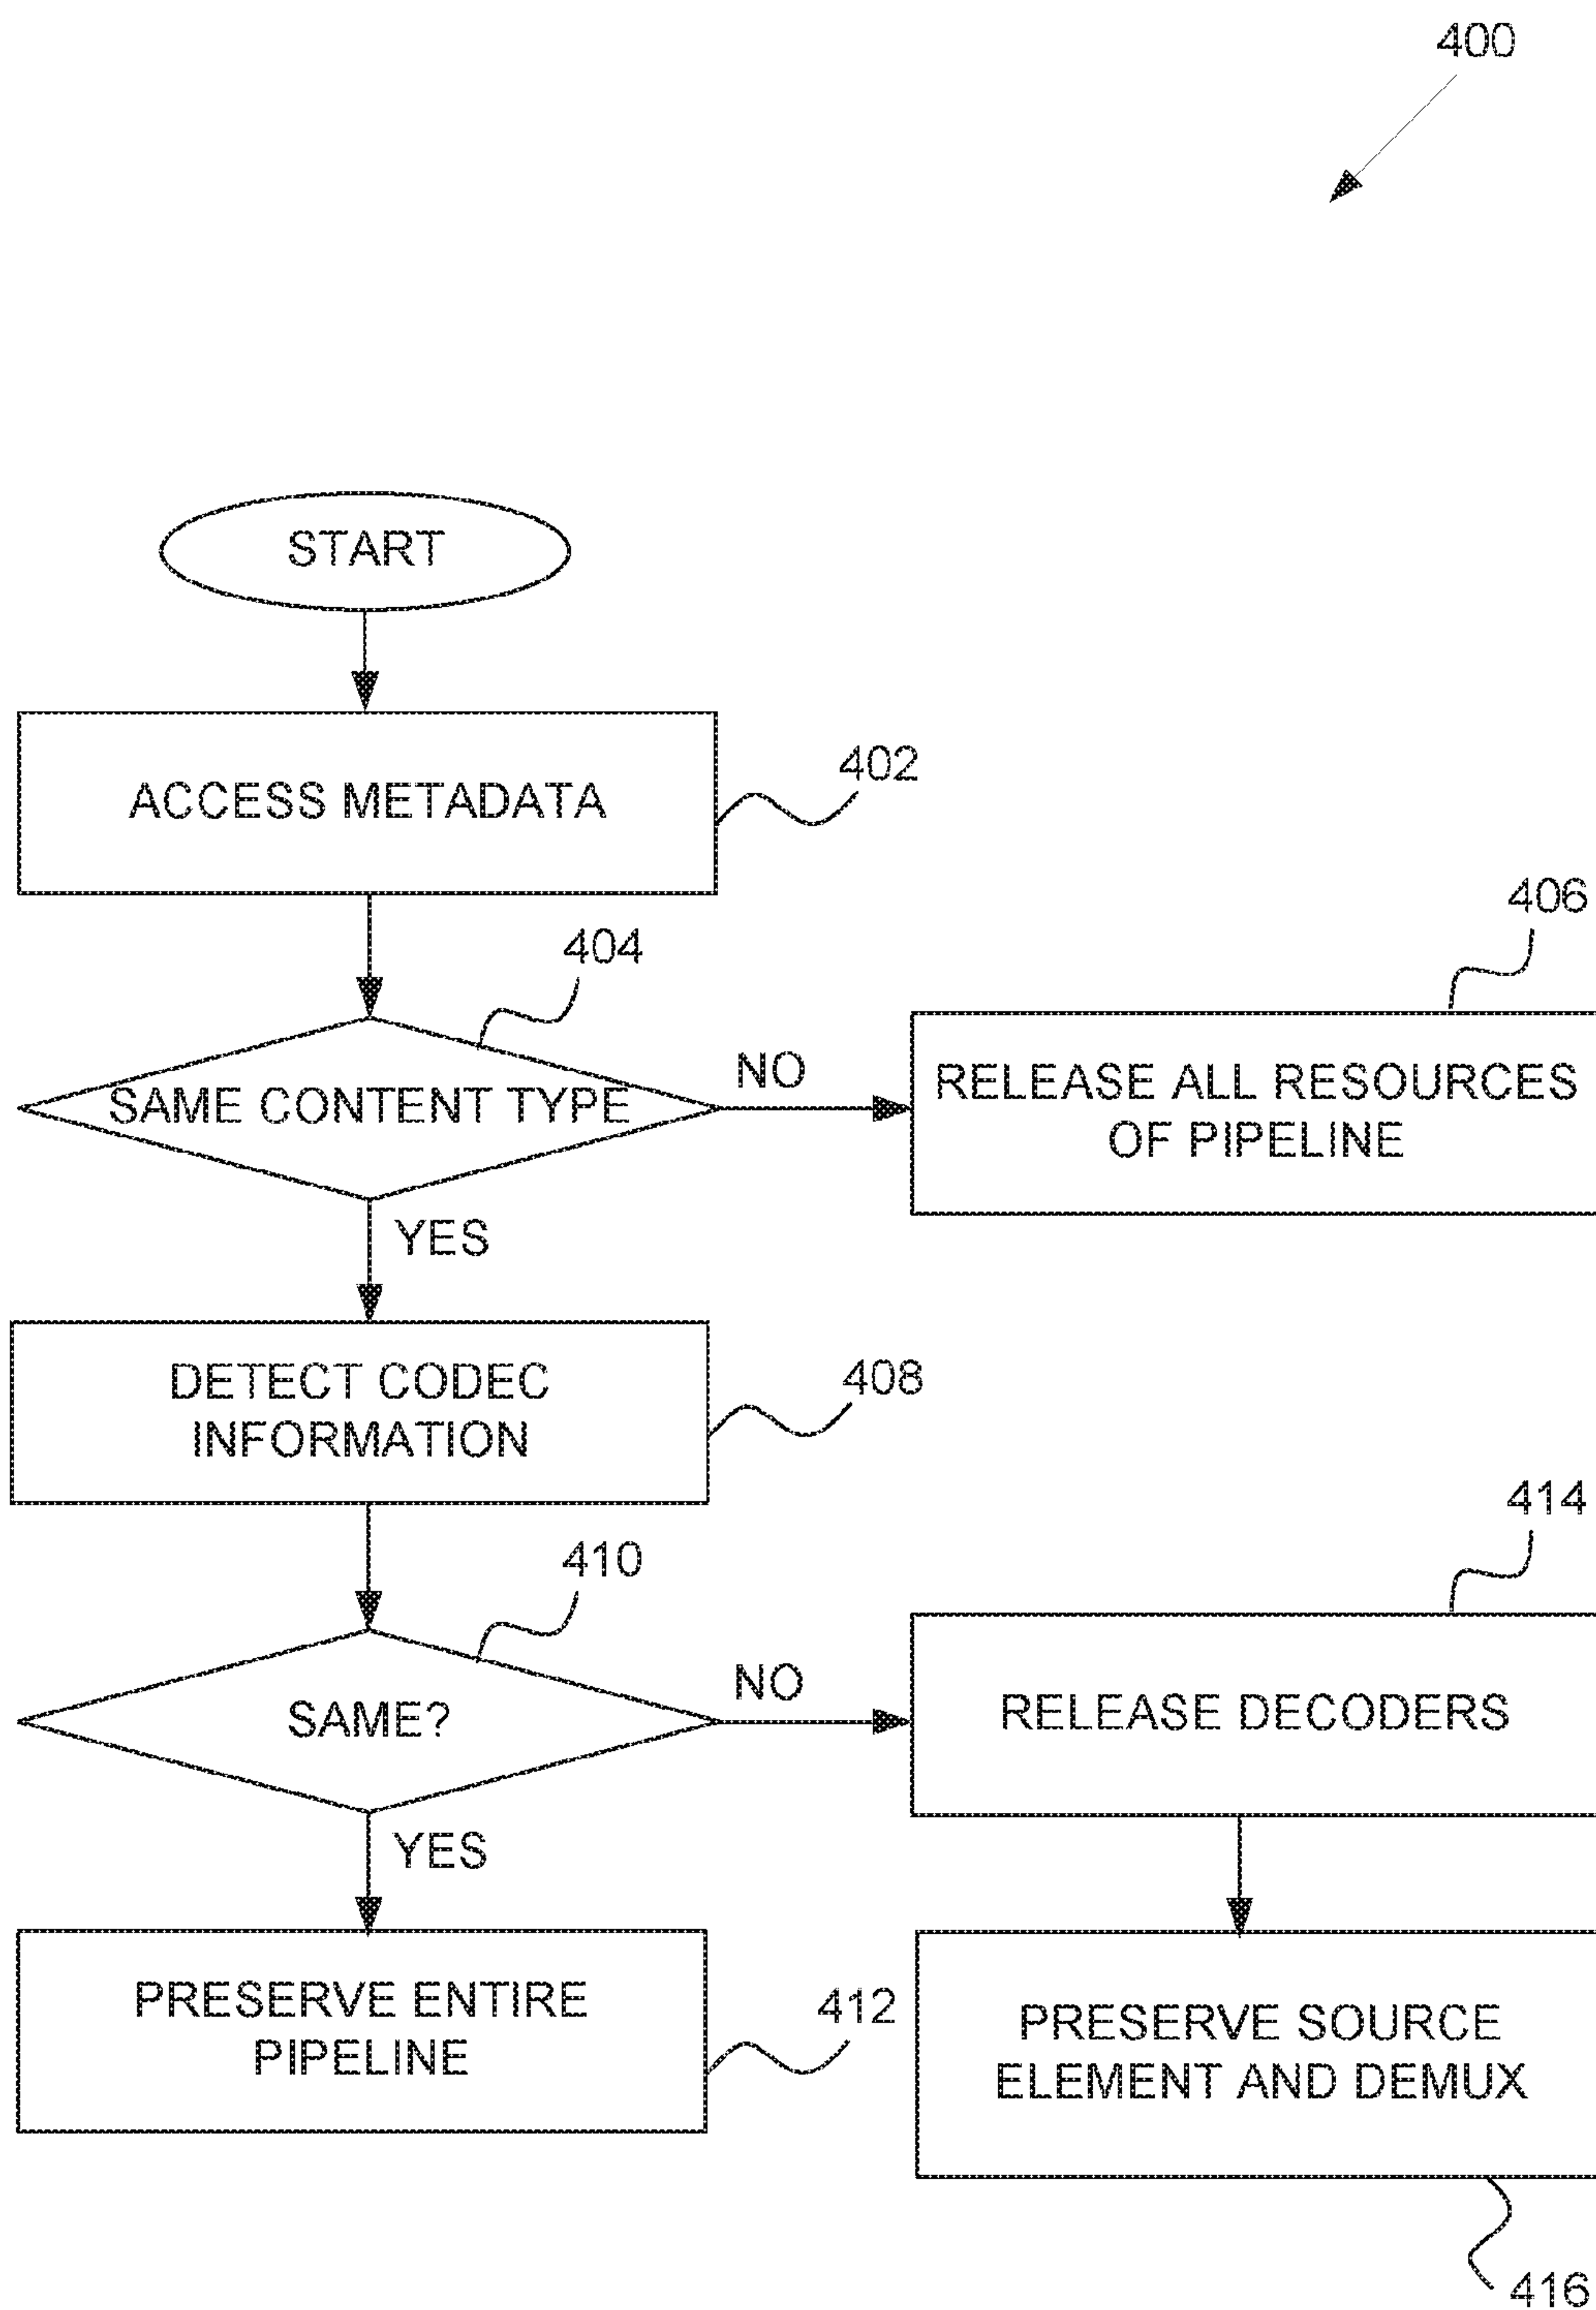 400
START
ACCESS METADATA
402
404
406
SAME CONTENT TYPE
NO
RELEASE ALL RESOURCES
OF PIPELINE
YES
DETECT CODEC
INFORMATION
408
410
414
SAME?
NO
RELEASE DECODERS
YES
PRESERVE ENTIRE
PIPELINE
412
PRESERVE SOURCE
ELEMENT AND DEMUX
416